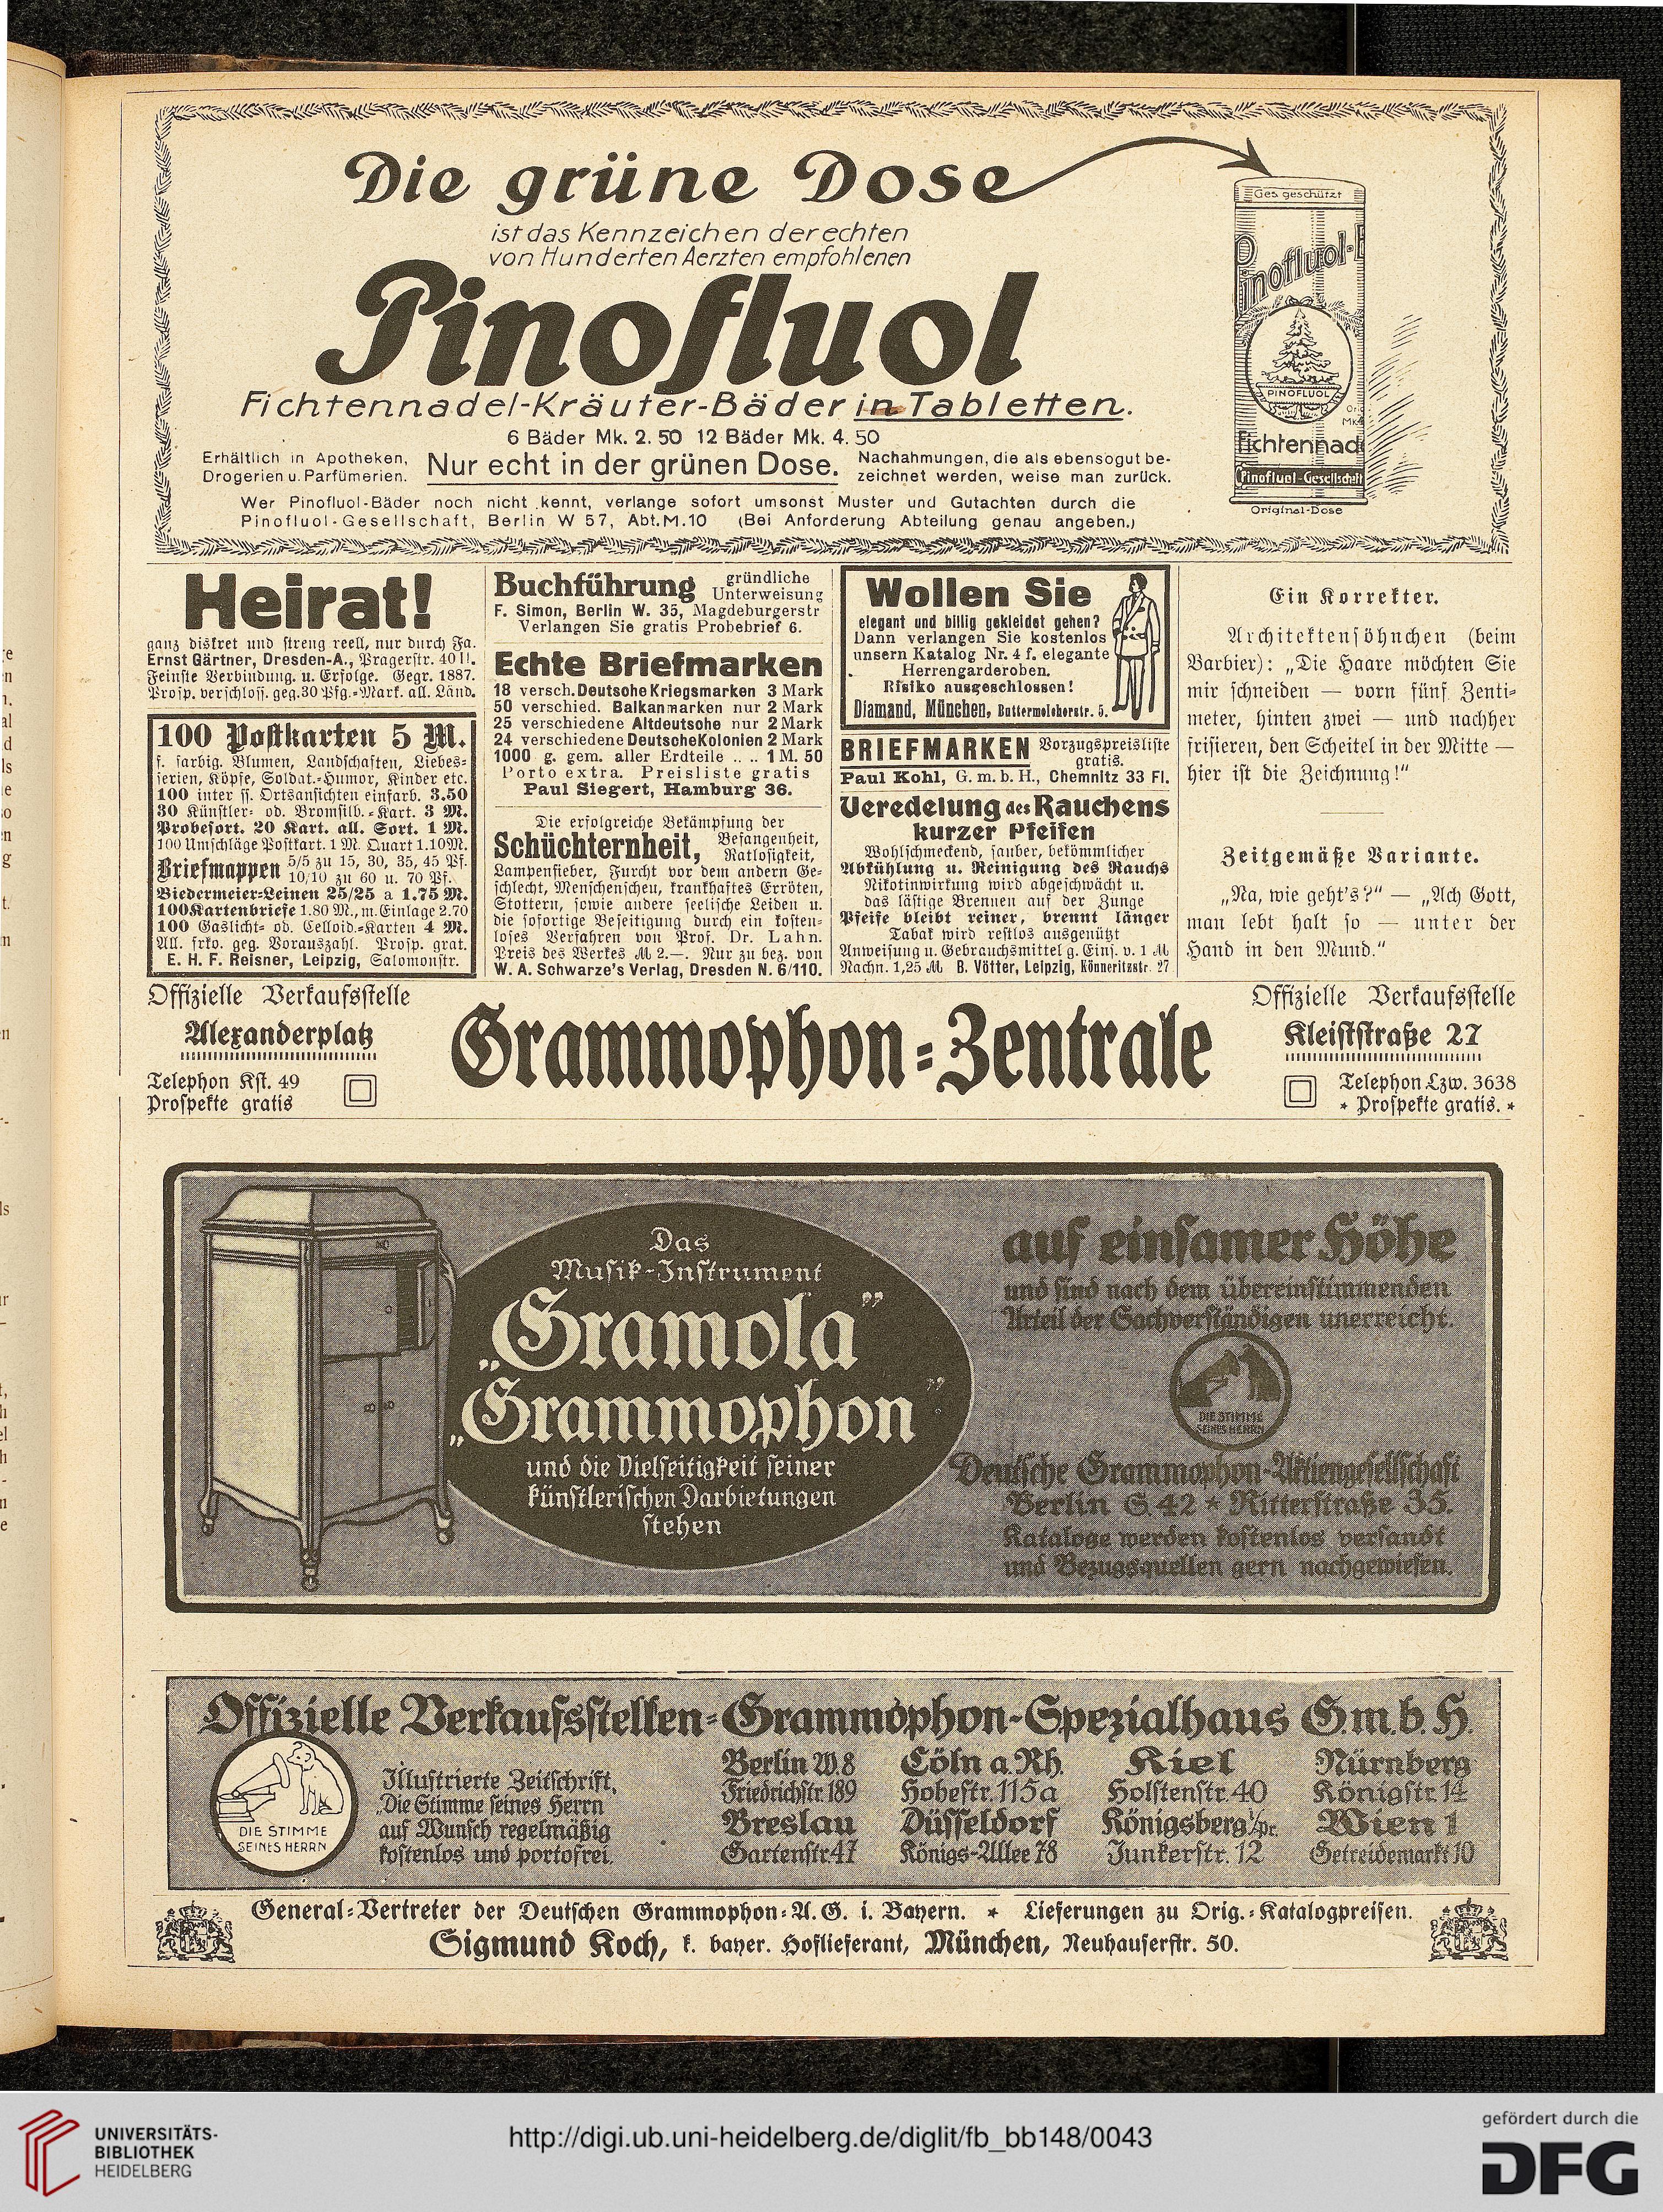 Die grüne Dose
ist das Kennzeichen der echten
von Hunderten Aerzten empfohlenen
Pinofluol
Fichtennadel-Kräuter-Bäder in Tabletten.
6 Bäder Mk. 2.50 12 Bäder Mk. 4.50
Erhältlich in Apotheken,
Drogerien u. Parfümerien.
Nur echt in der grünen Dose.
Nachahmungen, die als ebensogut be-
zeichnet werden, weise man zurück.
Wer Pinofluol-Bäder noch nicht kennt, verlange sofort umsonst Muster und Gutachten durch die
Pinofluol-Gesellschaft, Berlin W 57, Abt. M.10 (Bei Anforderung Abteilung genau angeben.)
Ges. geschützt
Pinofluol-
PINOFLUOL
Fichtennad
Pinofluol-Gesellschaft
Original-Dose
Heirat!
ganz diskret und streng reell, nur durch Fa.
Ernst Gärtner, Dresden-A., Pragerstr. 40 II.
Feinste Verbindung. u. Erfolge. Gegr. 1887.
Prosp. verschloss. geg. 30 Pfg.-Mark. all. Länd.
100 Postkarten 5 M.
f. farbig. Blumen, Landschaften, Liebes-
serien, Köpfe, Soldat.-Humor, Kinder etc.
100 inter ss. Ortsansichten einfarb. 3.50
30 Künstler- od. Bromsilb.-Kart. 3 M.
Probesort. 20 Kart. all. Sort. 1 M.
100 Umschläge Postkart. 1 M. Quart 1.10M.
Briefmappen 5/5 zu 15, 30, 35, 45 Pf.
10/10 zu 60 u. 70 Pf.
Biedermeier-Leinen 25/25 a 1.75 M.
100 Kartenbriefe 1.80 M., m. Einlage 2.70
100 Gaslicht- od. Celloid.-Karten 4 M.
All. frko. geg. Vorauszahl. Prosp. grat.
E. H. F. Reisner, Leipzig, Salomonstr.
Buchführung gründliche
Unterweisung
F. Simon, Berlin W. 35, Magdeburgerstr
Verlangen Sie gratis Probebrief 6.
Echte Briefmarken
18 versch. Deutsche Kriegsmarken 3 Mark
50 verschied. Balkanmarken nur 2 Mark
25 verschiedene Altdeutsche nur 2 Mark
24 verschiedene Deutsche Kolonien 2 Mark
1000 g. gem. aller Erdteile .. .. 1 M. 50
Porto extra. Preisliste gratis
Paul Siegert, Hamburg 36.
Die erfolgreiche Bekämpfung der
Schüchternheit, Befangenheit,
Ratlosigkeit,
Lampenfieber, Furcht vor dem andern Ge-
schlecht, Menschenscheu, krankhaftes Erröten,
Stottern, sowie andere seelische Leiden u.
die sofortige Beseitigung durch ein kosten-
loses Verfahren von Prof. Dr. Lahn.
Preis des Werkes M 2.—. Nur zu bez. von
W. A. Schwarze's Verlag, Dresden N. 6/110.
Wollen Sie
elegant und billig gekleidet gehen?
Dann verlangen Sie kostenlos
unsern Katalog Nr. 4 f. elegante
Herrengarderoben.
Risiko ausgeschlossen!
Diamand, München, Buttermelcherstr. 5.
BRIEFMARKEN Vorzugspreisliste
gratis.
Paul Kohl, G. m. b. H., Chemnitz 33 Fl.
Veredelung des Rauchens
kurzer Pfeifen
Wohlschmeckend, sauber, bekömmlicher
Abkühlung u. Reinigung des Rauchs
Nikotinwirkung wird abgeschwächt u.
das lästige Brennen auf der Zunge
Pfeife bleibt reiner, brennt länger
Tabak wird restlos ausgenützt
Anweisung u. Gebrauchsmittel g. Eins. v. 1 M
Nachn. 1,25 M B. Vötter, Leipzig, Könneritzstr. 27
Ein Korrekter.
Architektensöhnchen (beim
Barbier): „Die Haare möchten Sie
mir schneiden — vorn fünf Zenti-
meter, hinten zwei — und nachher
frisieren, den Scheitel in der Mitte —
hier ist die Zeichnung!“
Zeitgemäße Variante.
„Na, wie geht's?“ — „Ach Gott,
man lebt halt so — unter der
Hand in den Mund.“
Offizielle Verkaufsstelle
Alexanderplatz
Telephon Kst. 49
Prospekte gratis
Grammophon-Zentrale
Offizielle Verkaufsstelle
Kleiststraße 27
Telephon Lzw. 3638
* Prospekte gratis. *
Das
Musik-Instrument
„Gramola”
„Grammophon”
und die Vielseitigkeit seiner
künstlerischen Darbietungen
stehen
auf einsamer Höhe
und sind nach dem übereinstimmenden
Urteil der Sachverständigen unerreicht.
DIE STIMME
SEINES HERRN
Deutsche Grammophon-Aktiengesellschaft
Berlin S. 42 * Ritterstraße 35.
Kataloge werden kostenlos versandt
und Bezugsquellen gern nachgewiesen.
Offizielle Verkaufsstellen-Grammophon-Spezialhaus G.m.b.H.
DIE STIMME
SEINES HERRN
Illustrierte Zeitschrift,
„Die Stimme seines Herrn
auf Wunsch regelmäßig
kostenlos und portofrei.
Berlin W.8 Cöln a.Rh. Kiel Nürnberg
Friedrichstr.189 Hohestr.115a Holstenstr.40 Königstr.14
Breslau Düsseldorf Königsberg i/pr. Wien 1
Gartenstr.47 Königs-Allee 78 Junkerstr.12 Getreidemarkt 10
General-Vertreter der Deutschen Grammophon-A.G. i. Bayern. * Lieferungen zu Orig.-Katalogpreisen.
Sigmund Koch, k. bayer. Hoflieferant, München, Neuhauserstr. 50.
UNIVERSITÄTS-
BIBLIOTHEK
HEIDELBERG
http://digi.ub.uni-heidelberg.de/diglit/fb_bb148/0043
gefördert durch die
DFG